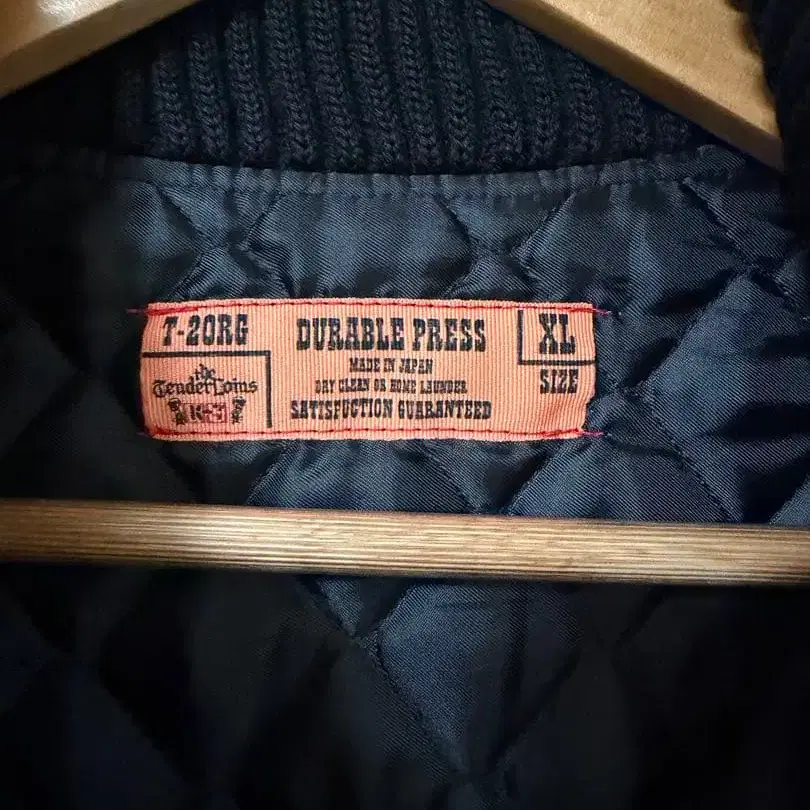 T-20RG
the
TenderLoins
DURABLE PRESS
MADE IN JAPAN
DRY CLEAN OR HOME LAUNDER
SATISFUCTION GUARANTEED
XL
SIZE